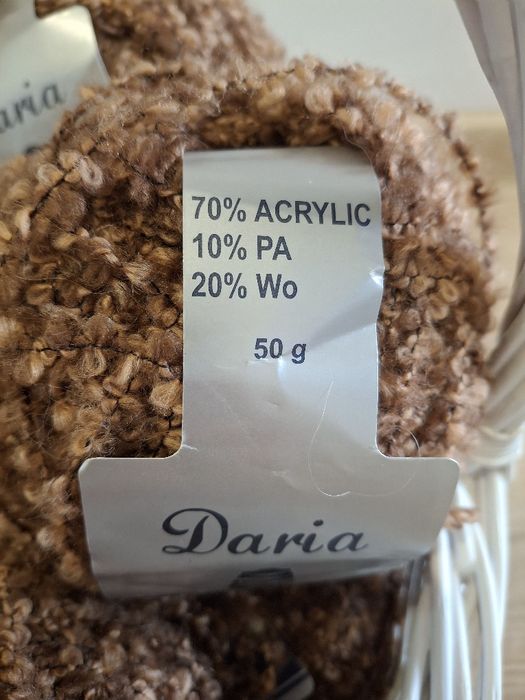 aria
70% ACRYLIC
10% PA
20% Wo
50 g
Daria